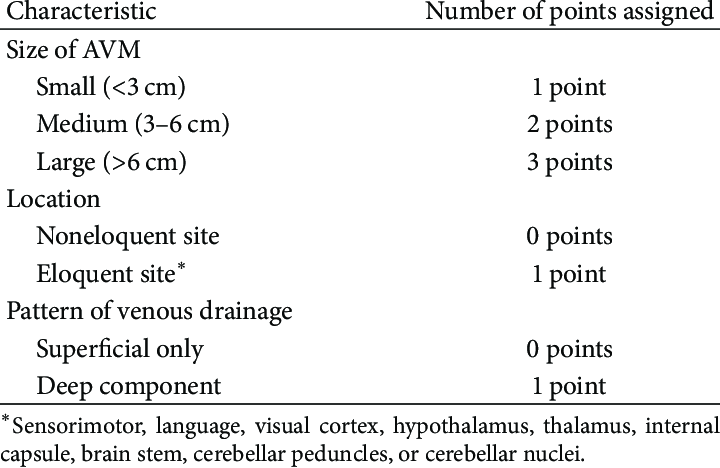 Characteristic Number of points assigned
Size of AVM
Small (<3 cm) 1 point
Medium (3–6 cm) 2 points
Large (>6 cm) 3 points
Location
Noneloquent site 0 points
Eloquent site* 1 point
Pattern of venous drainage
Superficial only 0 points
Deep component 1 point
*Sensorimotor, language, visual cortex, hypothalamus, thalamus, internal
capsule, brain stem, cerebellar peduncles, or cerebellar nuclei.